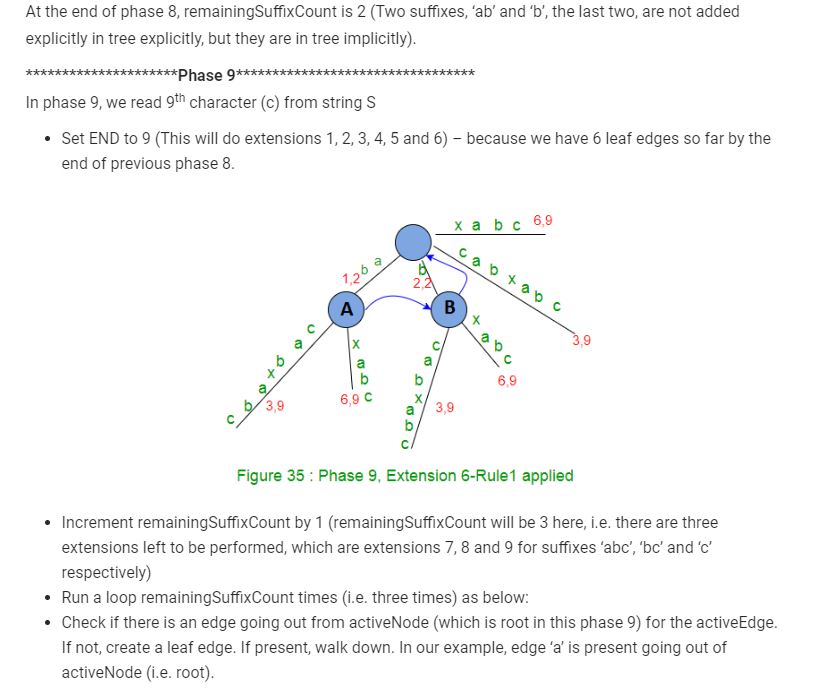 At the end of phase 8, remainingSuffixCount is 2 (Two suffixes, ‘ab’ and ‘b’, the last two, are not added
explicitly in tree explicitly, but they are in tree implicitly).
*********************Phase 9*********************************
In phase 9, we read 9th character (c) from string S
• Set END to 9 (This will do extensions 1, 2, 3, 4, 5 and 6) – because we have 6 leaf edges so far by the
end of previous phase 8.
x a b c 6,9
1,2 b a
b
2,2
c a b x a b c
3,9
A
B
c a b x a b c
3,9
x a b c
6,9
c a b x a b c
3,9
x a b c
6,9
Figure 35 : Phase 9, Extension 6-Rule1 applied
• Increment remainingSuffixCount by 1 (remainingSuffixCount will be 3 here, i.e. there are three
extensions left to be performed, which are extensions 7, 8 and 9 for suffixes ‘abc’, ‘bc’ and ‘c’
respectively)
• Run a loop remainingSuffixCount times (i.e. three times) as below:
• Check if there is an edge going out from activeNode (which is root in this phase 9) for the activeEdge.
If not, create a leaf edge. If present, walk down. In our example, edge ‘a’ is present going out of
activeNode (i.e. root).